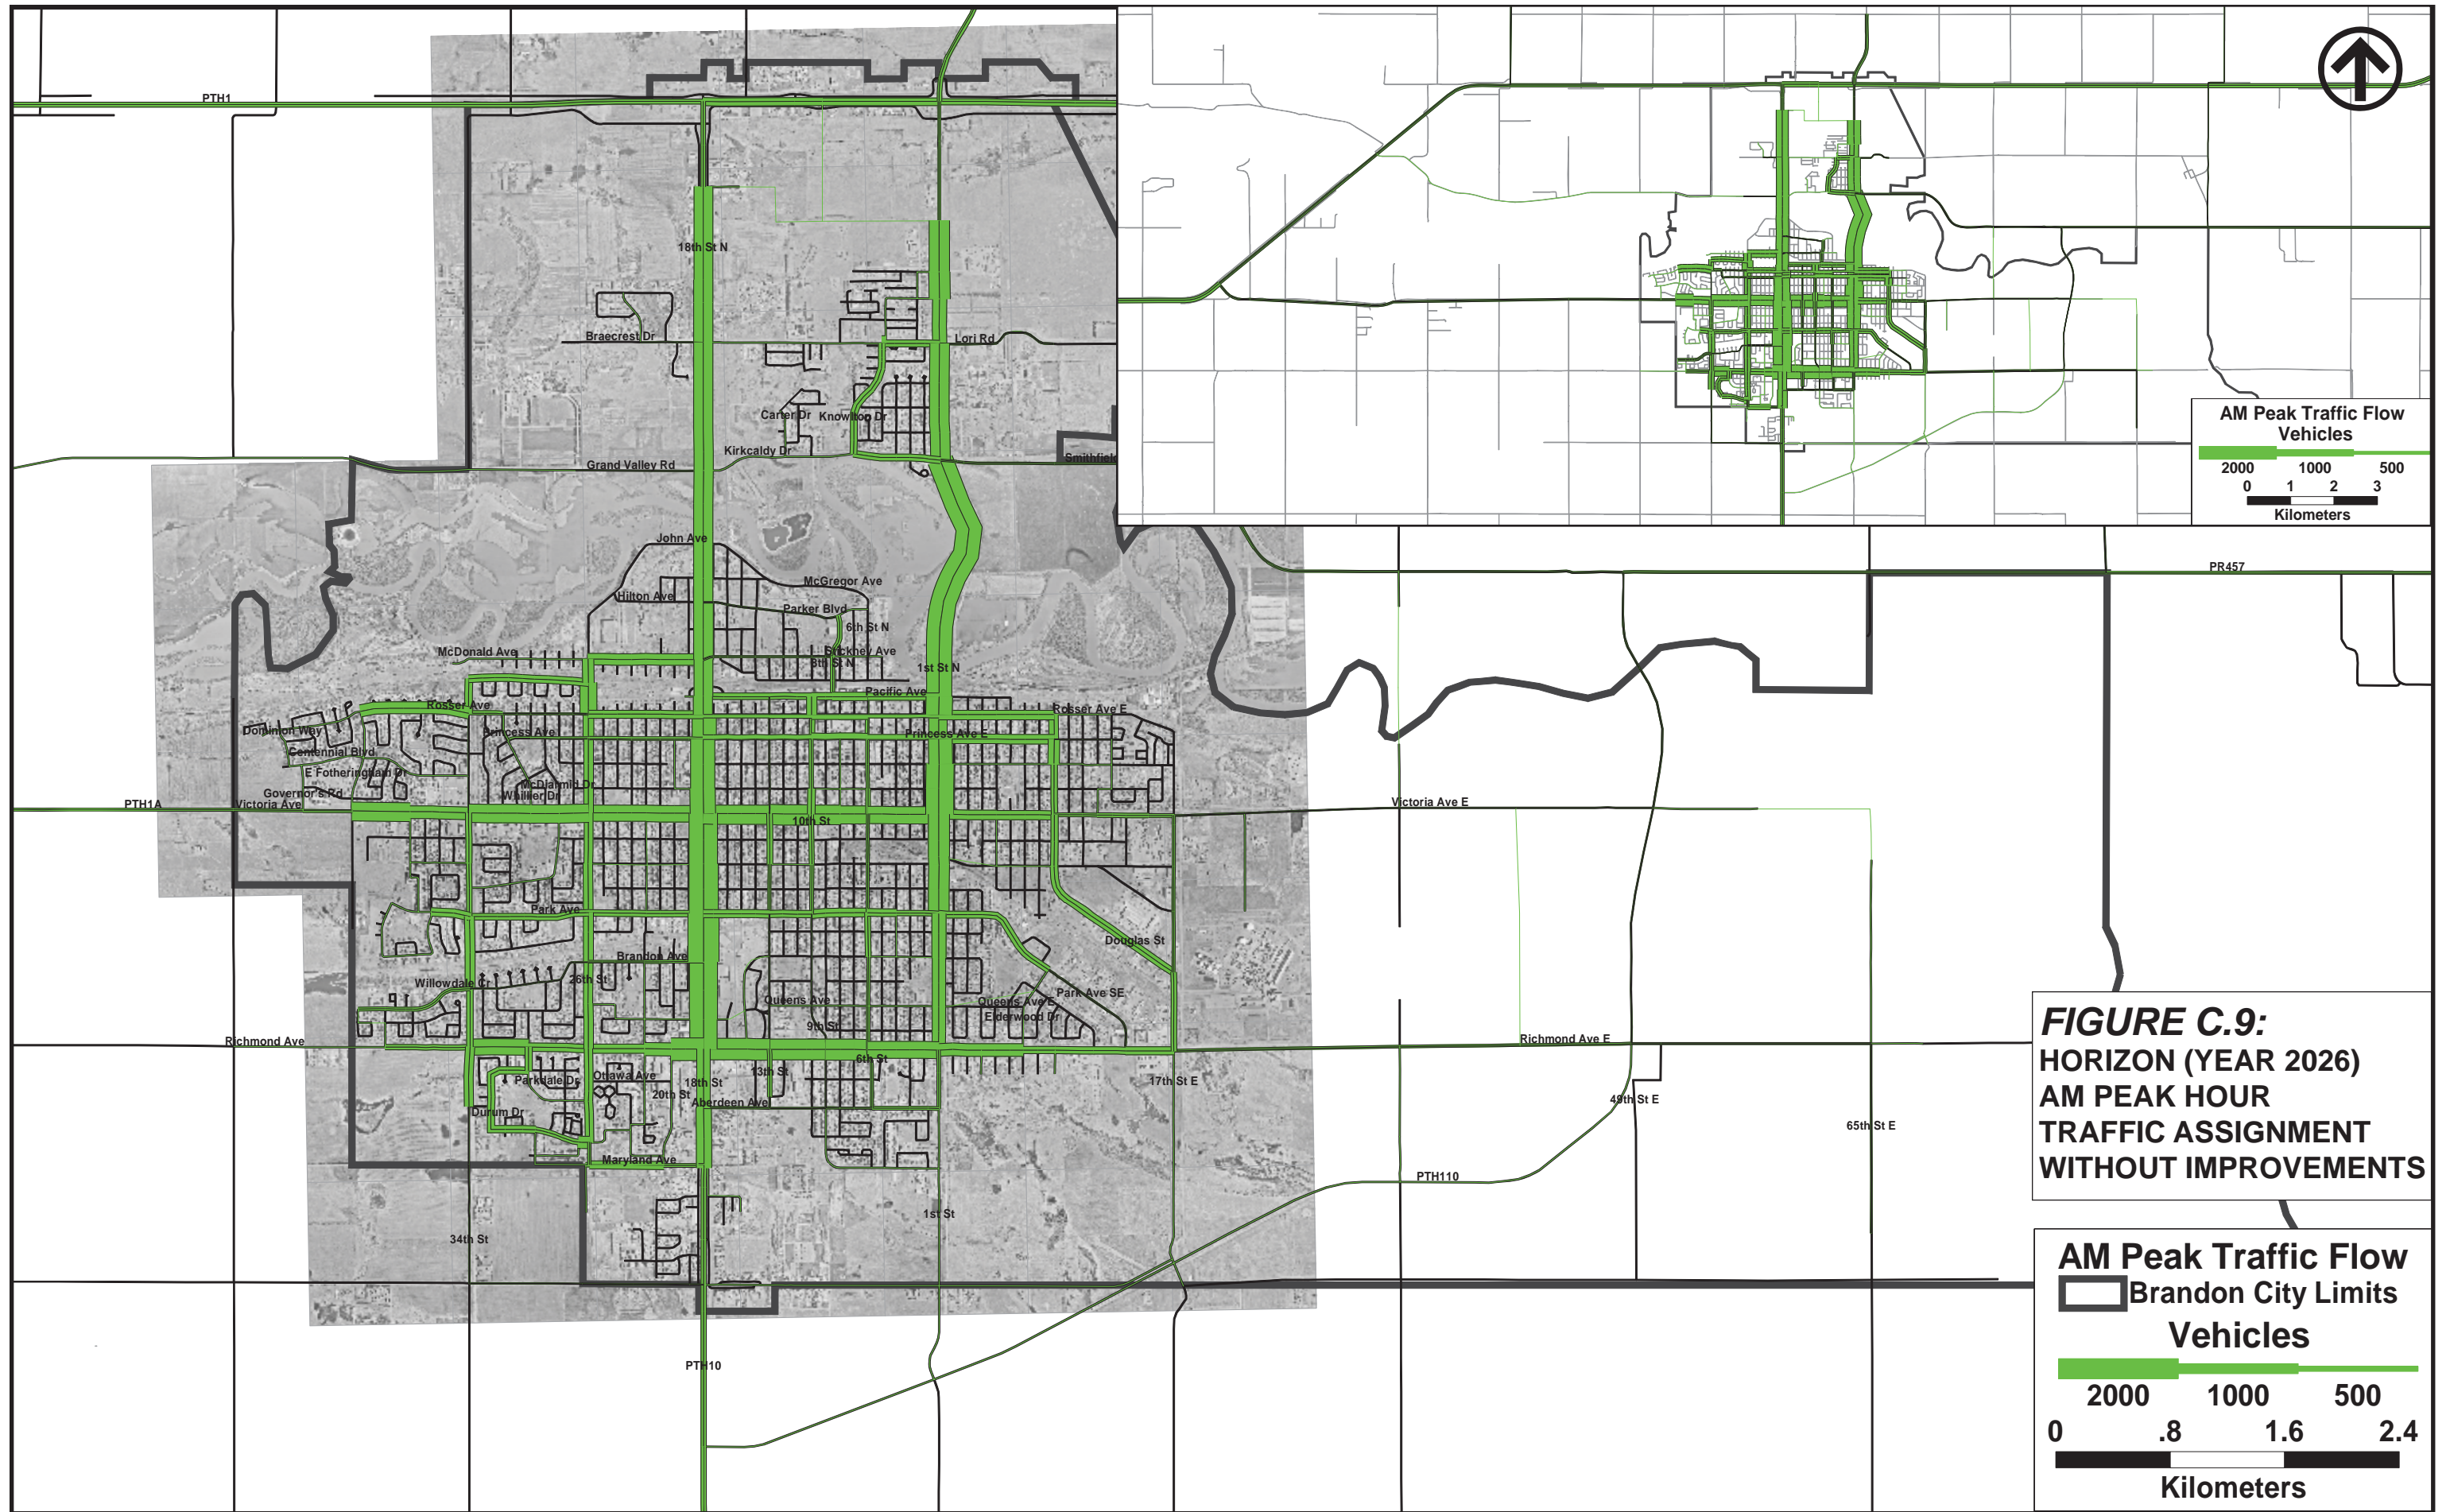 PTH1
18th St N
Braecrest Dr
Lori Rd
Carter Dr
Knowlton Dr
Kirkcaldy Dr
Grand Valley Rd
Smithfield
AM Peak Traffic Flow
Vehicles
2000 1000 500
0 1 2 3
Kilometers
John Ave
McGregor Ave
Hilton Ave
Parker Blvd
6th St N
McDonald Ave
Stickney Ave
8th St N
1st St N
Pacific Ave
Rosser Ave
Rosser Ave E
Dominion Way
Princess Ave
Princess Ave E
Centennial Blvd
E Fotheringham Dr
McDiarmid Dr
Governor's Rd
Whillier Dr
PTH1A
Victoria Ave
Victoria Ave E
10th St
PR457
Park Ave
Douglas St
Brandon Ave
26th St
Willowdale Cr
Park Ave SE
Queens Ave
Queens Ave E
Elderwood Dr
9th St
Richmond Ave
Richmond Ave E
6th St
13th St
Parkdale Dr
Ottawa Ave
18th St
17th St E
20th St
Aberdeen Ave
49th St E
Durum Dr
65th St E
Maryland Ave
PTH110
1st St
34th St
PTH10
FIGURE C.9:
HORIZON (YEAR 2026)
AM PEAK HOUR
TRAFFIC ASSIGNMENT
WITHOUT IMPROVEMENTS
AM Peak Traffic Flow
Brandon City Limits
Vehicles
2000 1000 500
0 .8 1.6 2.4
Kilometers